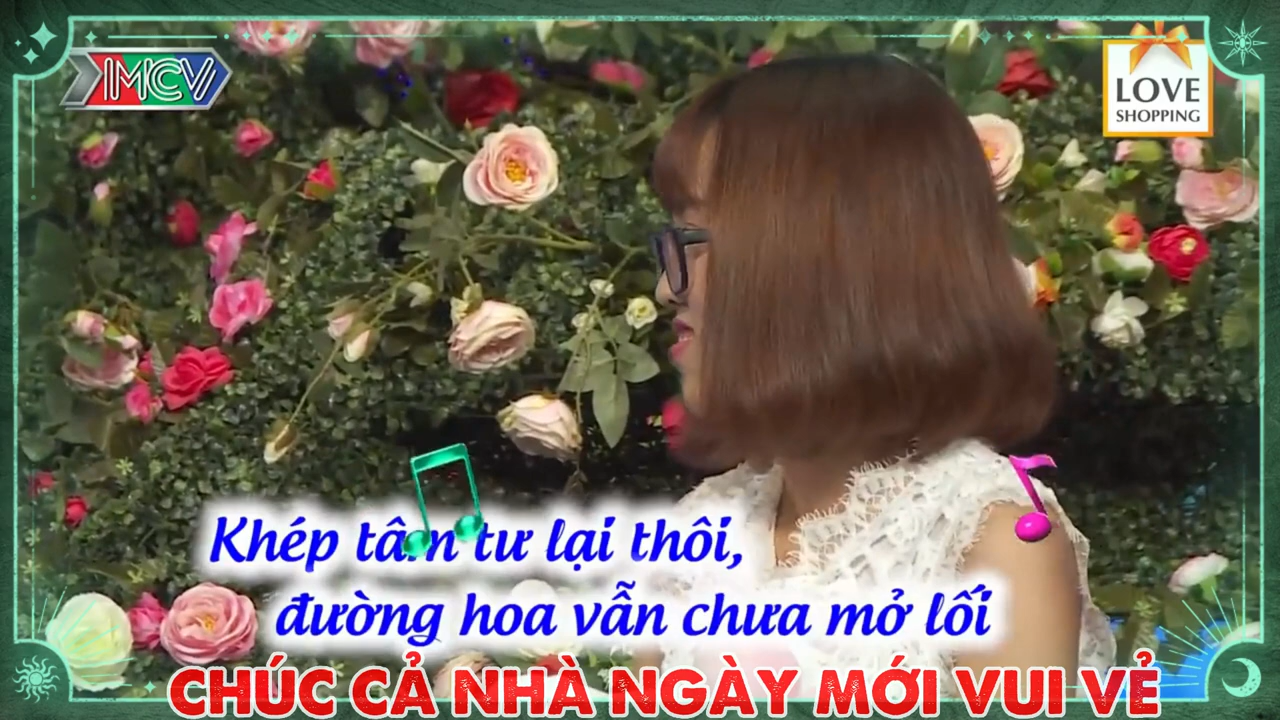 MCV
LOVE
SHOPPING
Khép tâm tư lại thôi,
đường hoa vẫn chưa mở lối
CHÚC CẢ NHÀ NGÀY MỚI VUI VẺ